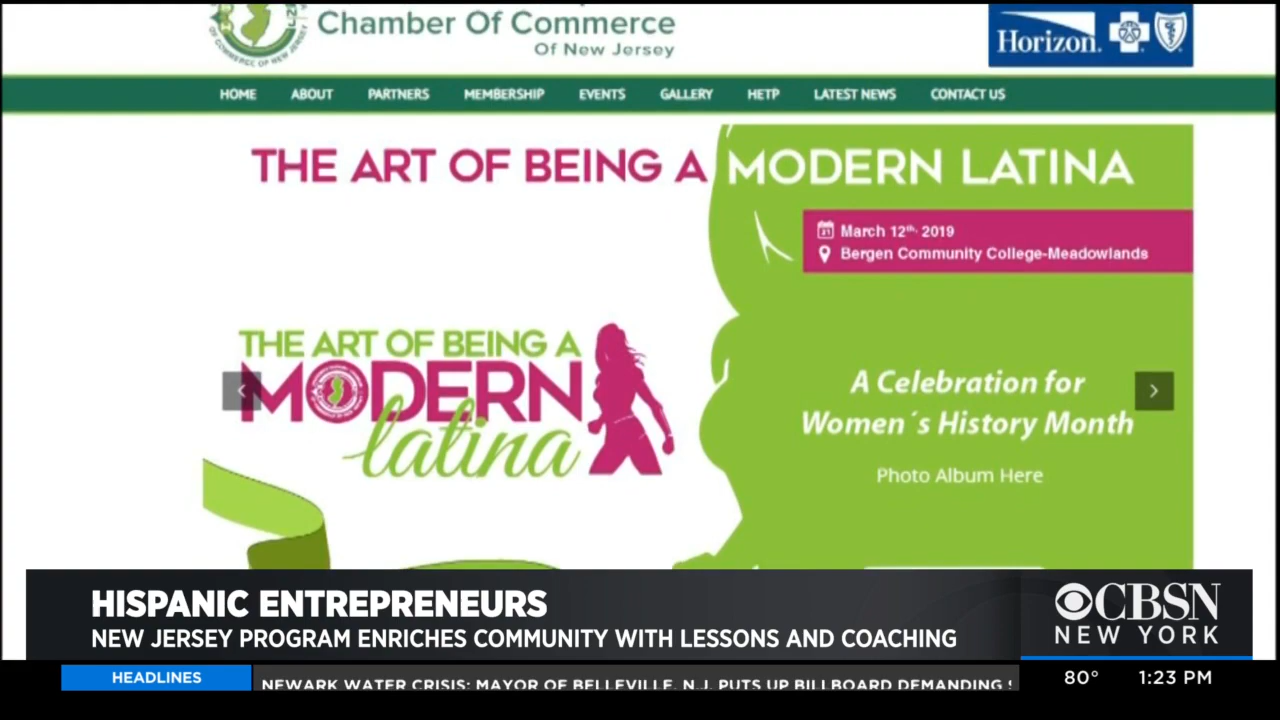 Chamber Of Commerce
Of New Jersey
Horizon.
HOME ABOUT PARTNERS MEMBERSHIP EVENTS GALLERY HETP LATEST NEWS CONTACT US
THE ART OF BEING A MODERN LATINA
March 12th, 2019
Bergen Community College-Meadowlands
THE ART OF BEING A
MODERN
latina
A Celebration for
Women´s History Month
Photo Album Here
HISPANIC ENTREPRENEURS
NEW JERSEY PROGRAM ENRICHES COMMUNITY WITH LESSONS AND COACHING
CBSN
NEW YORK
HEADLINES
NEWARK WATER CRISIS: MAYOR OF BELLEVILLE, N.J. PUTS UP BILLBOARD DEMANDING
80° 1:23 PM